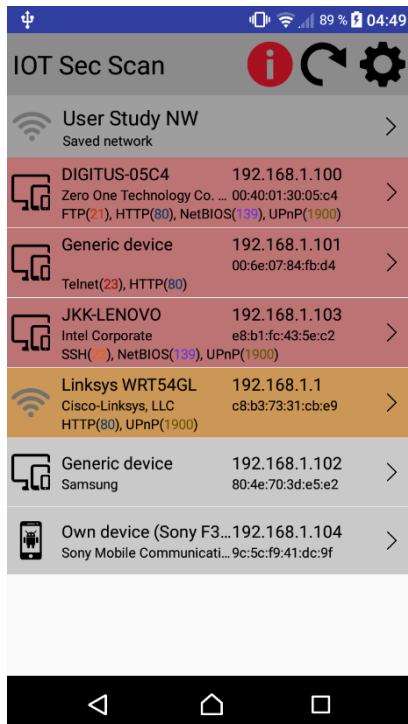 89 % 04:49
IOT Sec Scan
User Study NW
Saved network
DIGITUS-05C4 192.168.1.100
Zero One Technology Co. ... 00:40:01:30:05:c4
FTP(21), HTTP(80), NetBIOS(139), UPnP(1900)
Generic device 192.168.1.101
00:6e:07:84:fb:d4
Telnet(23), HTTP(80)
JKK-LENOVO 192.168.1.103
Intel Corporate e8:b1:fc:43:5e:c2
SSH(22), NetBIOS(139), UPnP(1900)
Linksys WRT54GL 192.168.1.1
Cisco-Linksys, LLC c8:b3:73:31:cb:e9
HTTP(80), UPnP(1900)
Generic device 192.168.1.102
Samsung 80:4e:70:3d:e5:e2
Own device (Sony F3... 192.168.1.104
Sony Mobile Communicati... 9c:5c:f9:41:dc:9f